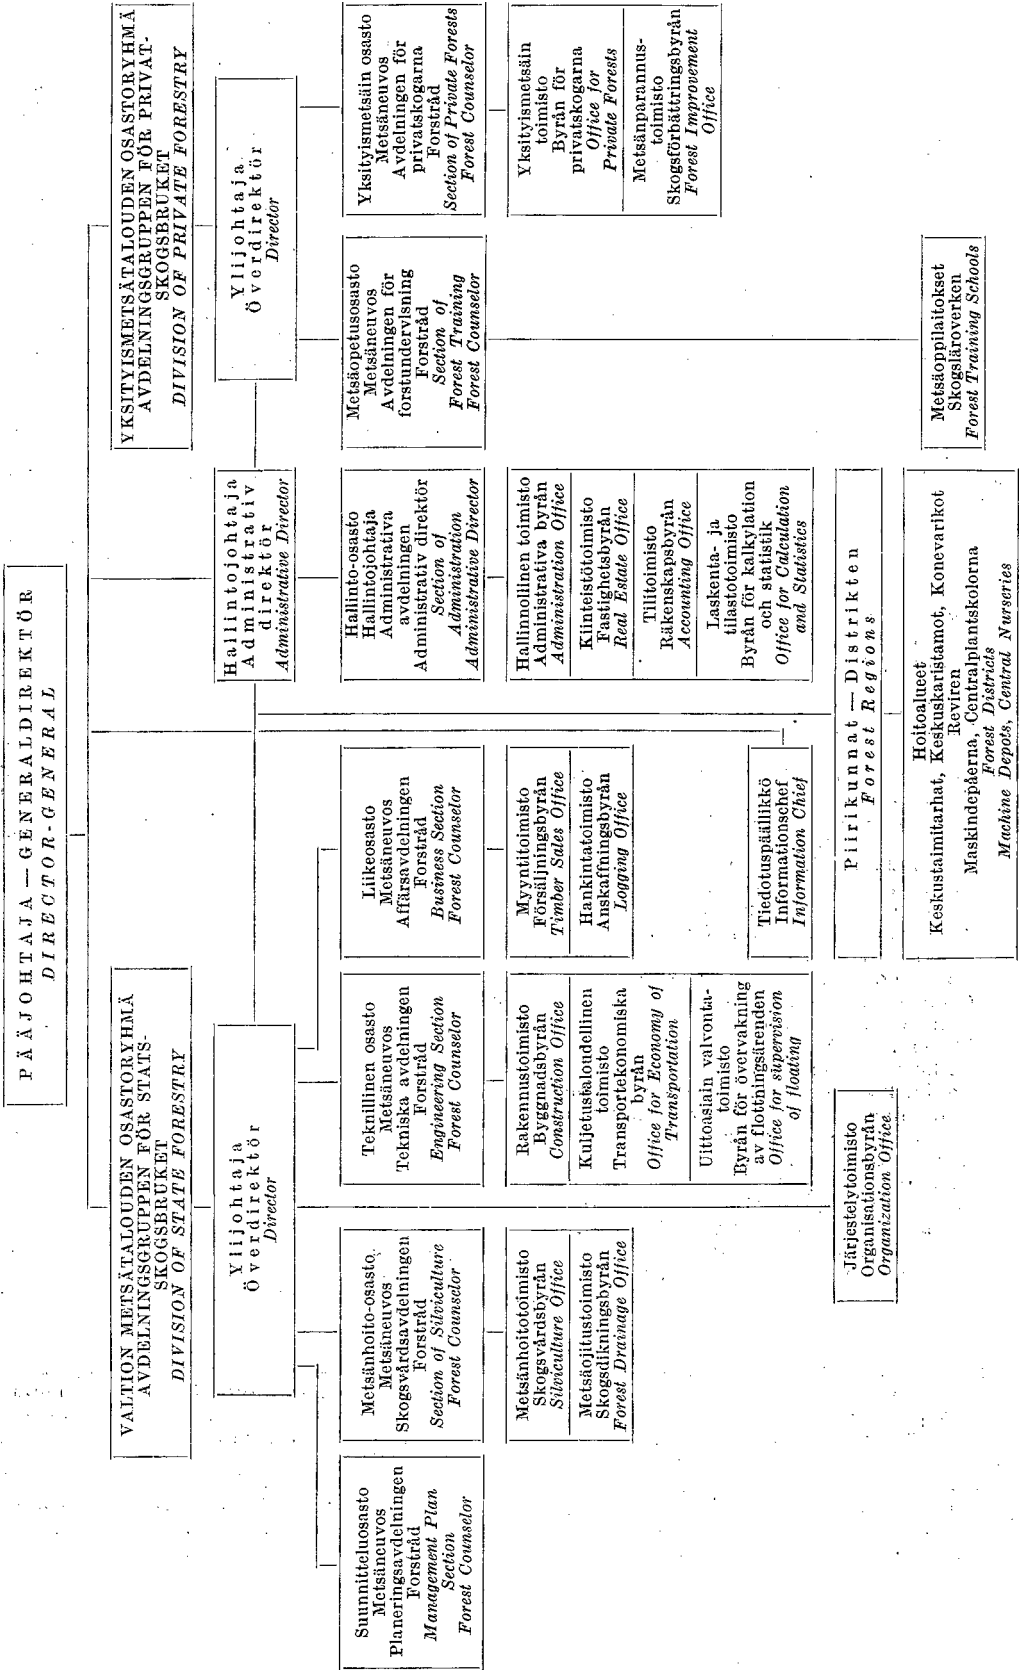 PÄÄJOHTAJA — GENERALDIREKTÖR
DIRECTOR-GENERAL
VALTION METSÄTALOUDEN OSASTORYHMÄ
AVDELNINGSGRUPPEN FÖR STATS-
SKOGSBRUKET
DIVISION OF STATE FORESTRY
YKSITYISMETSÄTALOUDEN OSASTORYHMÄ
AVDELNINGSGRUPPEN FÖR PRIVAT-
SKOGSBRUKET
DIVISION OF PRIVATE FORESTRY
Ylijohtaja
Överdirektör
Director
Hallintojohtaja
Administrativ
direktör
Administrative Director
Ylijohtaja
Överdirektör
Director
Suunnitteluosasto
Metsäneuvos
Planeringsavdelningen
Forstråd
Management Plan
Section
Forest Counselor
Metsänhoito-osasto
Metsäneuvos
Skogsvårdsavdelningen
Forstråd
Section of Silviculture
Forest Counselor
Teknillinen osasto
Metsäneuvos
Tekniska avdelningen
Forstråd
Engineering Section
Forest Counselor
Liikeosasto
Metsäneuvos
Affärsavdelningen
Forstråd
Business Section
Forest Counselor
Hallinto-osasto
Hallintojohtaja
Administrativa
avdelningen
Administrativ direktör
Section of
Administration
Administrative Director
Metsäopetusosasto
Metsäneuvos
Avdelningen för
forstundervisning
Forstråd
Section of
Forest Training
Forest Counselor
Yksityismetsäin osasto
Metsäneuvos
Avdelningen för
privatskogarna
Forstråd
Section of Private Forests
Forest Counselor
Metsänhoitotoimisto
Skogsvårdsbyrån
Silviculture Office
Metsäojitustoimisto
Skogsdikningsbyrån
Forest Drainage Office
Rakennustoimisto
Byggnadsbyrån
Construction Office
Kuljetustaloudellinen
toimisto
Transportekonomiska
byrån
Office for Economy of
Transportation
Uittoasiain valvonta-
toimisto
Byrån för övervakning
av flottningsärenden
Office for supervision
of floating
Myyntitoimisto
Försäljningsbyrån
Timber Sales Office
Hankintatoimisto
Anskaffningsbyrån
Logging Office
Tiedotuspäällikkö
Informationschef
Information Chief
Hallinnollinen toimisto
Administrativa byrån
Administration Office
Kiinteistötoimisto
Fastighetsbyrån
Real Estate Office
Tilitoimisto
Räkenskapsbyrån
Accounting Office
Laskenta- ja
tilastotoimisto
Byrån för kalkylation
och statistik
Office for Calculation
and Statistics
Yksityismetsäin
toimisto
Byrån för
privatskogarna
Office for
Private Forests
Metsänparannus-
toimisto
Skogsförbättringsbyrån
Forest Improvement
Office
Järjestelytoimisto
Organisationsbyrån
Organization Office
Piirikunnat — Distrikten
Forest Regions
Hoitoalueet
Keskustaimitarhat, Keskuskaristamot, Konevarikot
Reviren
Maskindepåerna, Centralplantskolorna
Forest Districts
Machine Depots, Central Nurseries
Metsäoppilaitokset
Skogsläroverken
Forest Training Schools